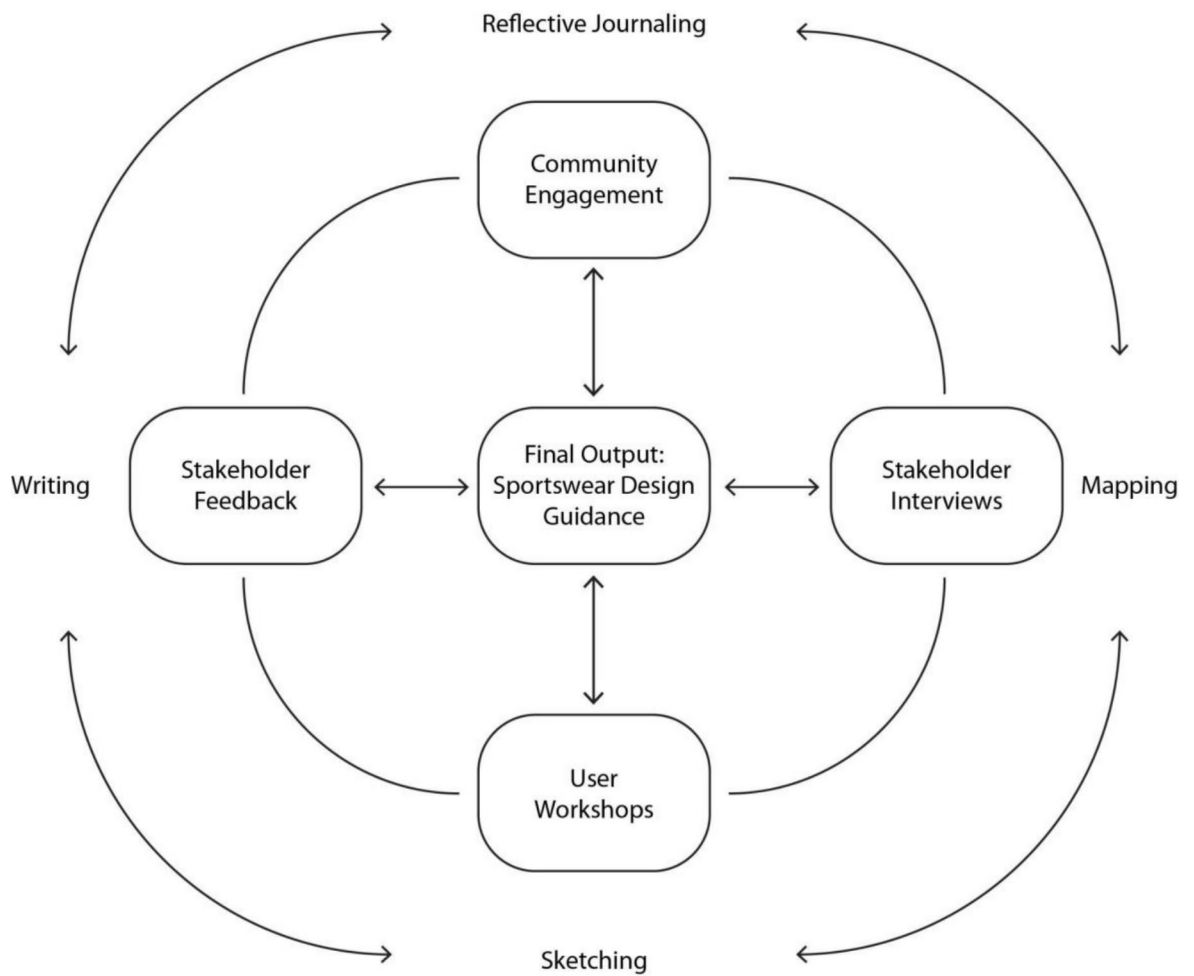 Reflective Journaling
Community
Engagement
Writing
Stakeholder
Feedback
Final Output:
Sportswear Design
Guidance
Stakeholder
Interviews
Mapping
User
Workshops
Sketching